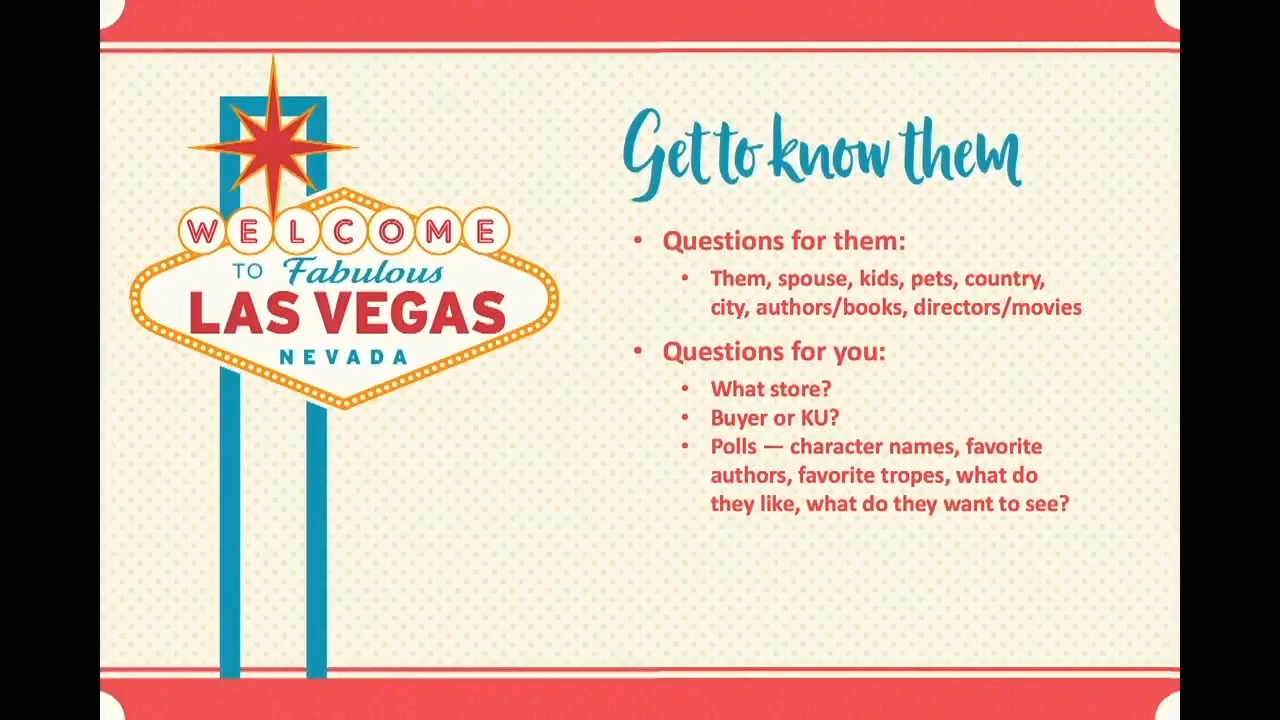 WELCOME
TO Fabulous
LAS VEGAS
NEVADA
Get to know them
• Questions for them:
• Them, spouse, kids, pets, country,
city, authors/books, directors/movies
• Questions for you:
• What store?
• Buyer or KU?
• Polls — character names, favorite
authors, favorite tropes, what do
they like, what do they want to see?